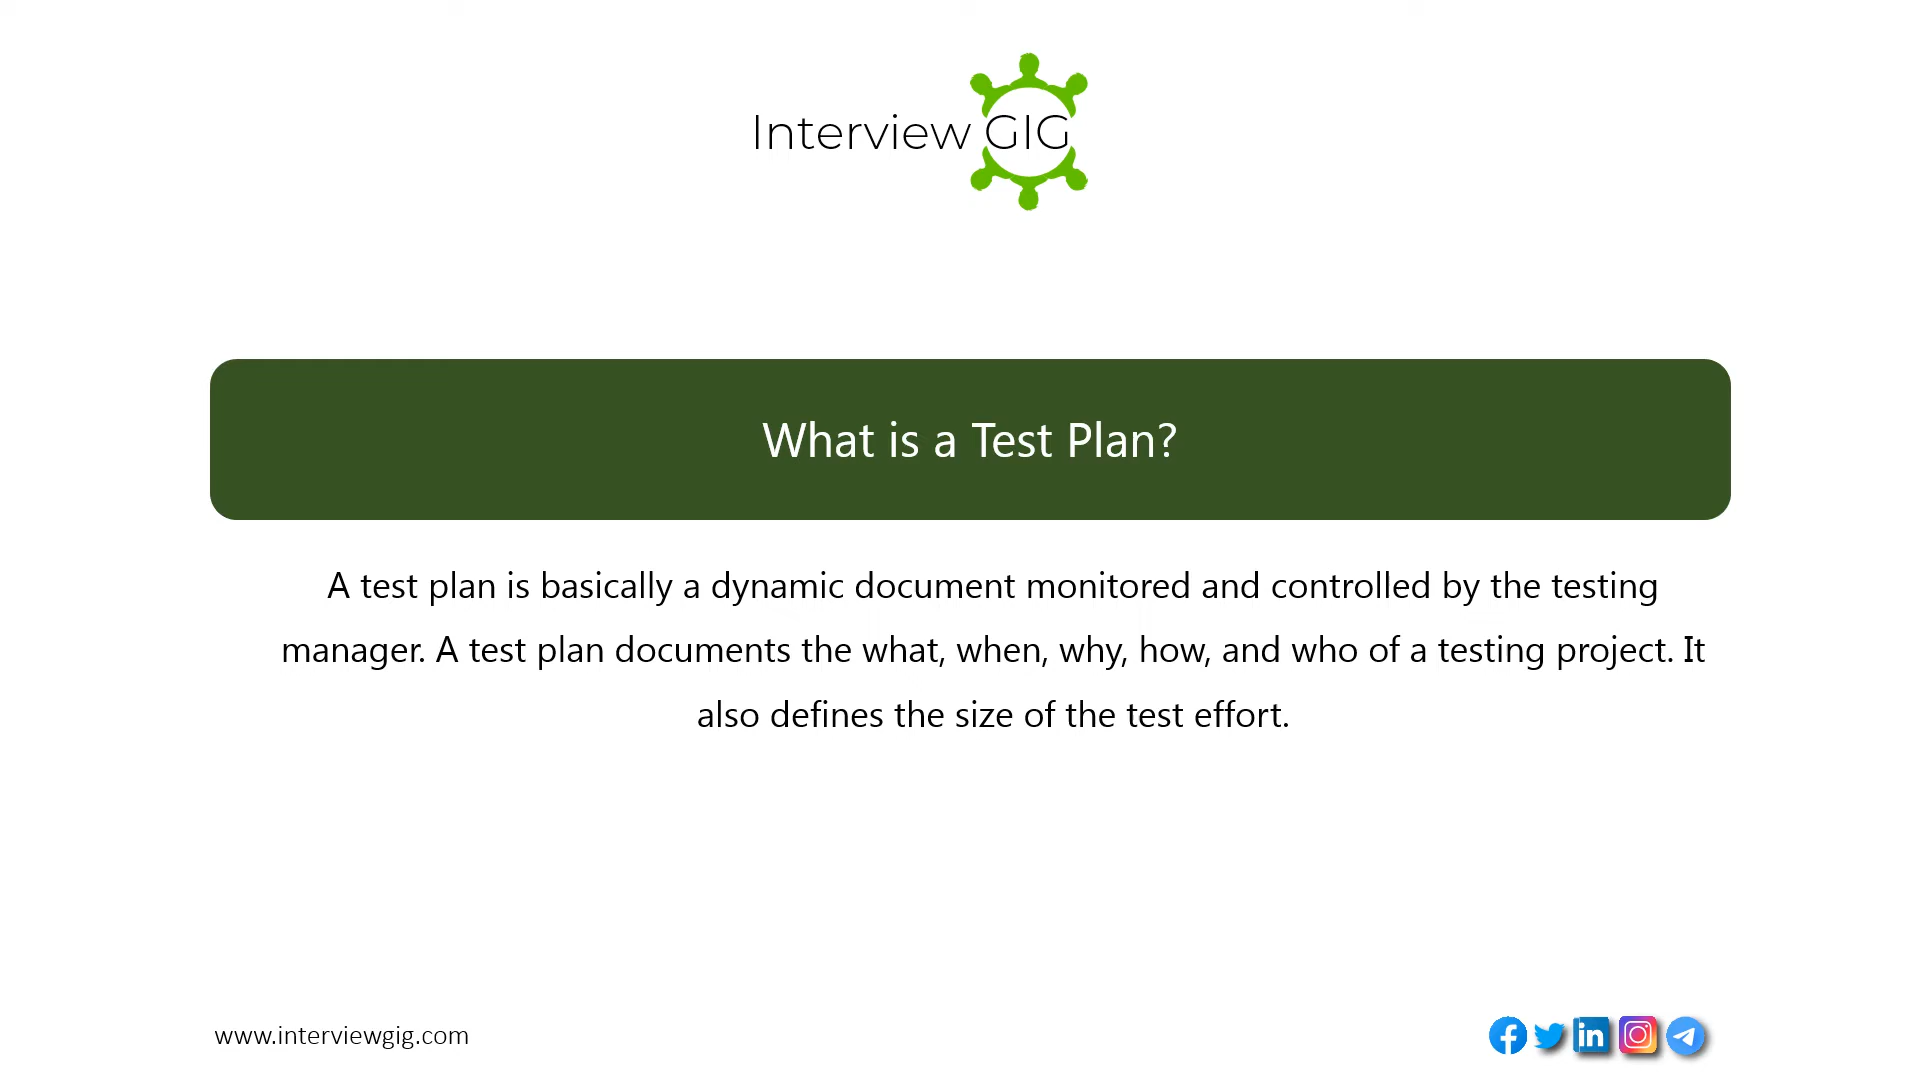 Interview GIG
What is a Test Plan?
A test plan is basically a dynamic document monitored and controlled by the testing
manager. A test plan documents the what, when, why, how, and who of a testing project. It
also defines the size of the test effort.
www.interviewgig.com
in